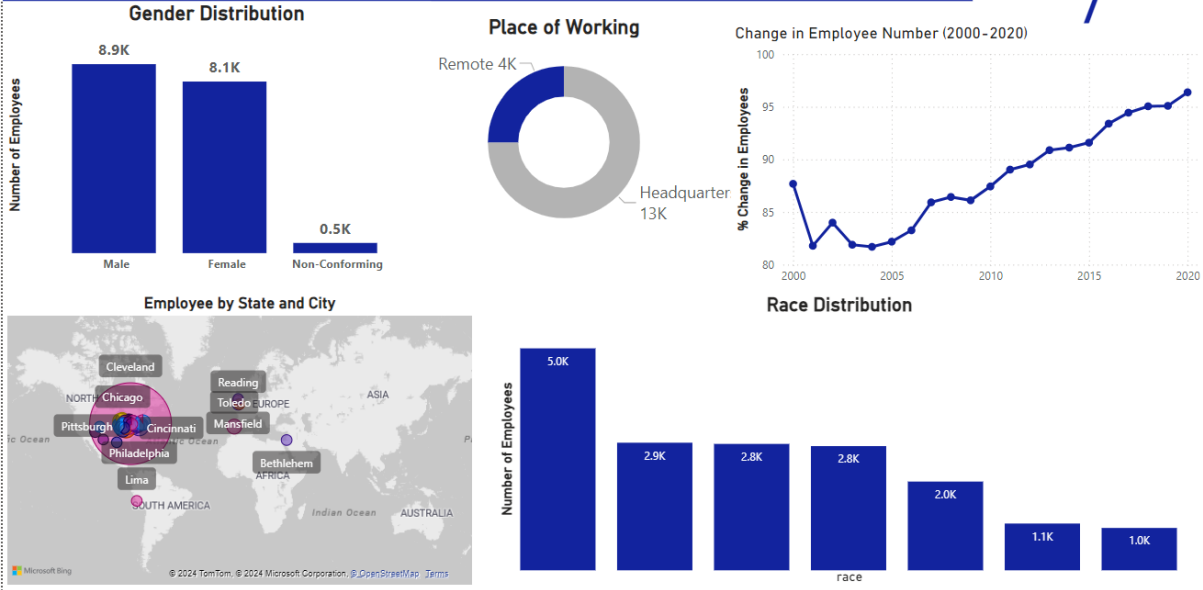 Gender Distribution
8.9K
8.1K
0.5K
Number of Employees
Male
Female
Non-Conforming
Place of Working
Remote 4K
Headquarter
13K
Change in Employee Number (2000-2020)
% Change in Employees
100
95
90
85
80
2000
2005
2010
2015
2020
Employee by State and City
Cleveland
NORTH
Chicago
Pittsburgh
Cincinnati
Philadelphia
Lima
SOUTH AMERICA
Reading
Toledo
EUROPE
Mansfield
Bethlehem
AFRICA
ASIA
ic Ocean
ic Ocean
P
Indian Ocean
AUSTRALIA
Microsoft Bing
© 2024 TomTom, © 2024 Microsoft Corporation, © OpenStreetMap Terms
Race Distribution
Number of Employees
5.0K
2.9K
2.8K
2.8K
2.0K
1.1K
1.0K
race